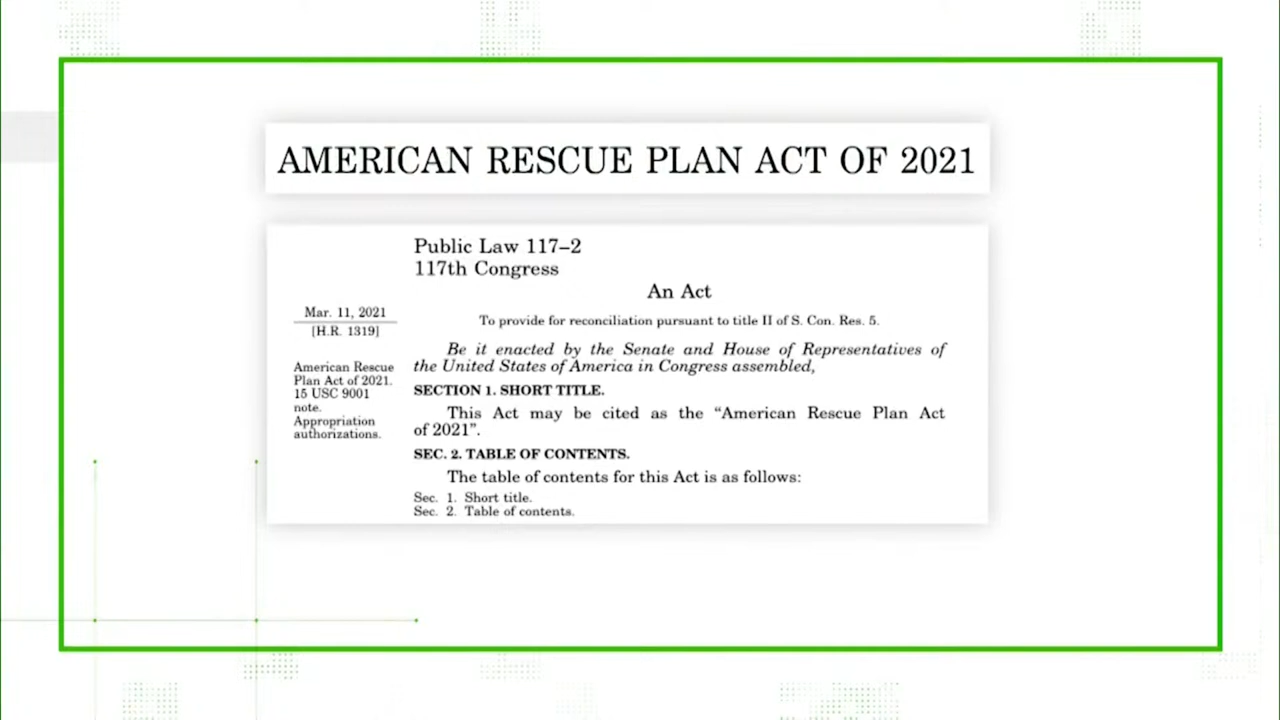 AMERICAN RESCUE PLAN ACT OF 2021
Public Law 117–2
117th Congress
An Act
Mar. 11, 2021
[H.R. 1319]
To provide for reconciliation pursuant to title II of S. Con. Res. 5.
Be it enacted by the Senate and House of Representatives of
the United States of America in Congress assembled,
American Rescue
Plan Act of 2021.
15 USC 9001
note.
Appropriation
authorizations.
SECTION 1. SHORT TITLE.
This Act may be cited as the “American Rescue Plan Act
of 2021”.
SEC. 2. TABLE OF CONTENTS.
The table of contents for this Act is as follows:
Sec. 1. Short title.
Sec. 2. Table of contents.